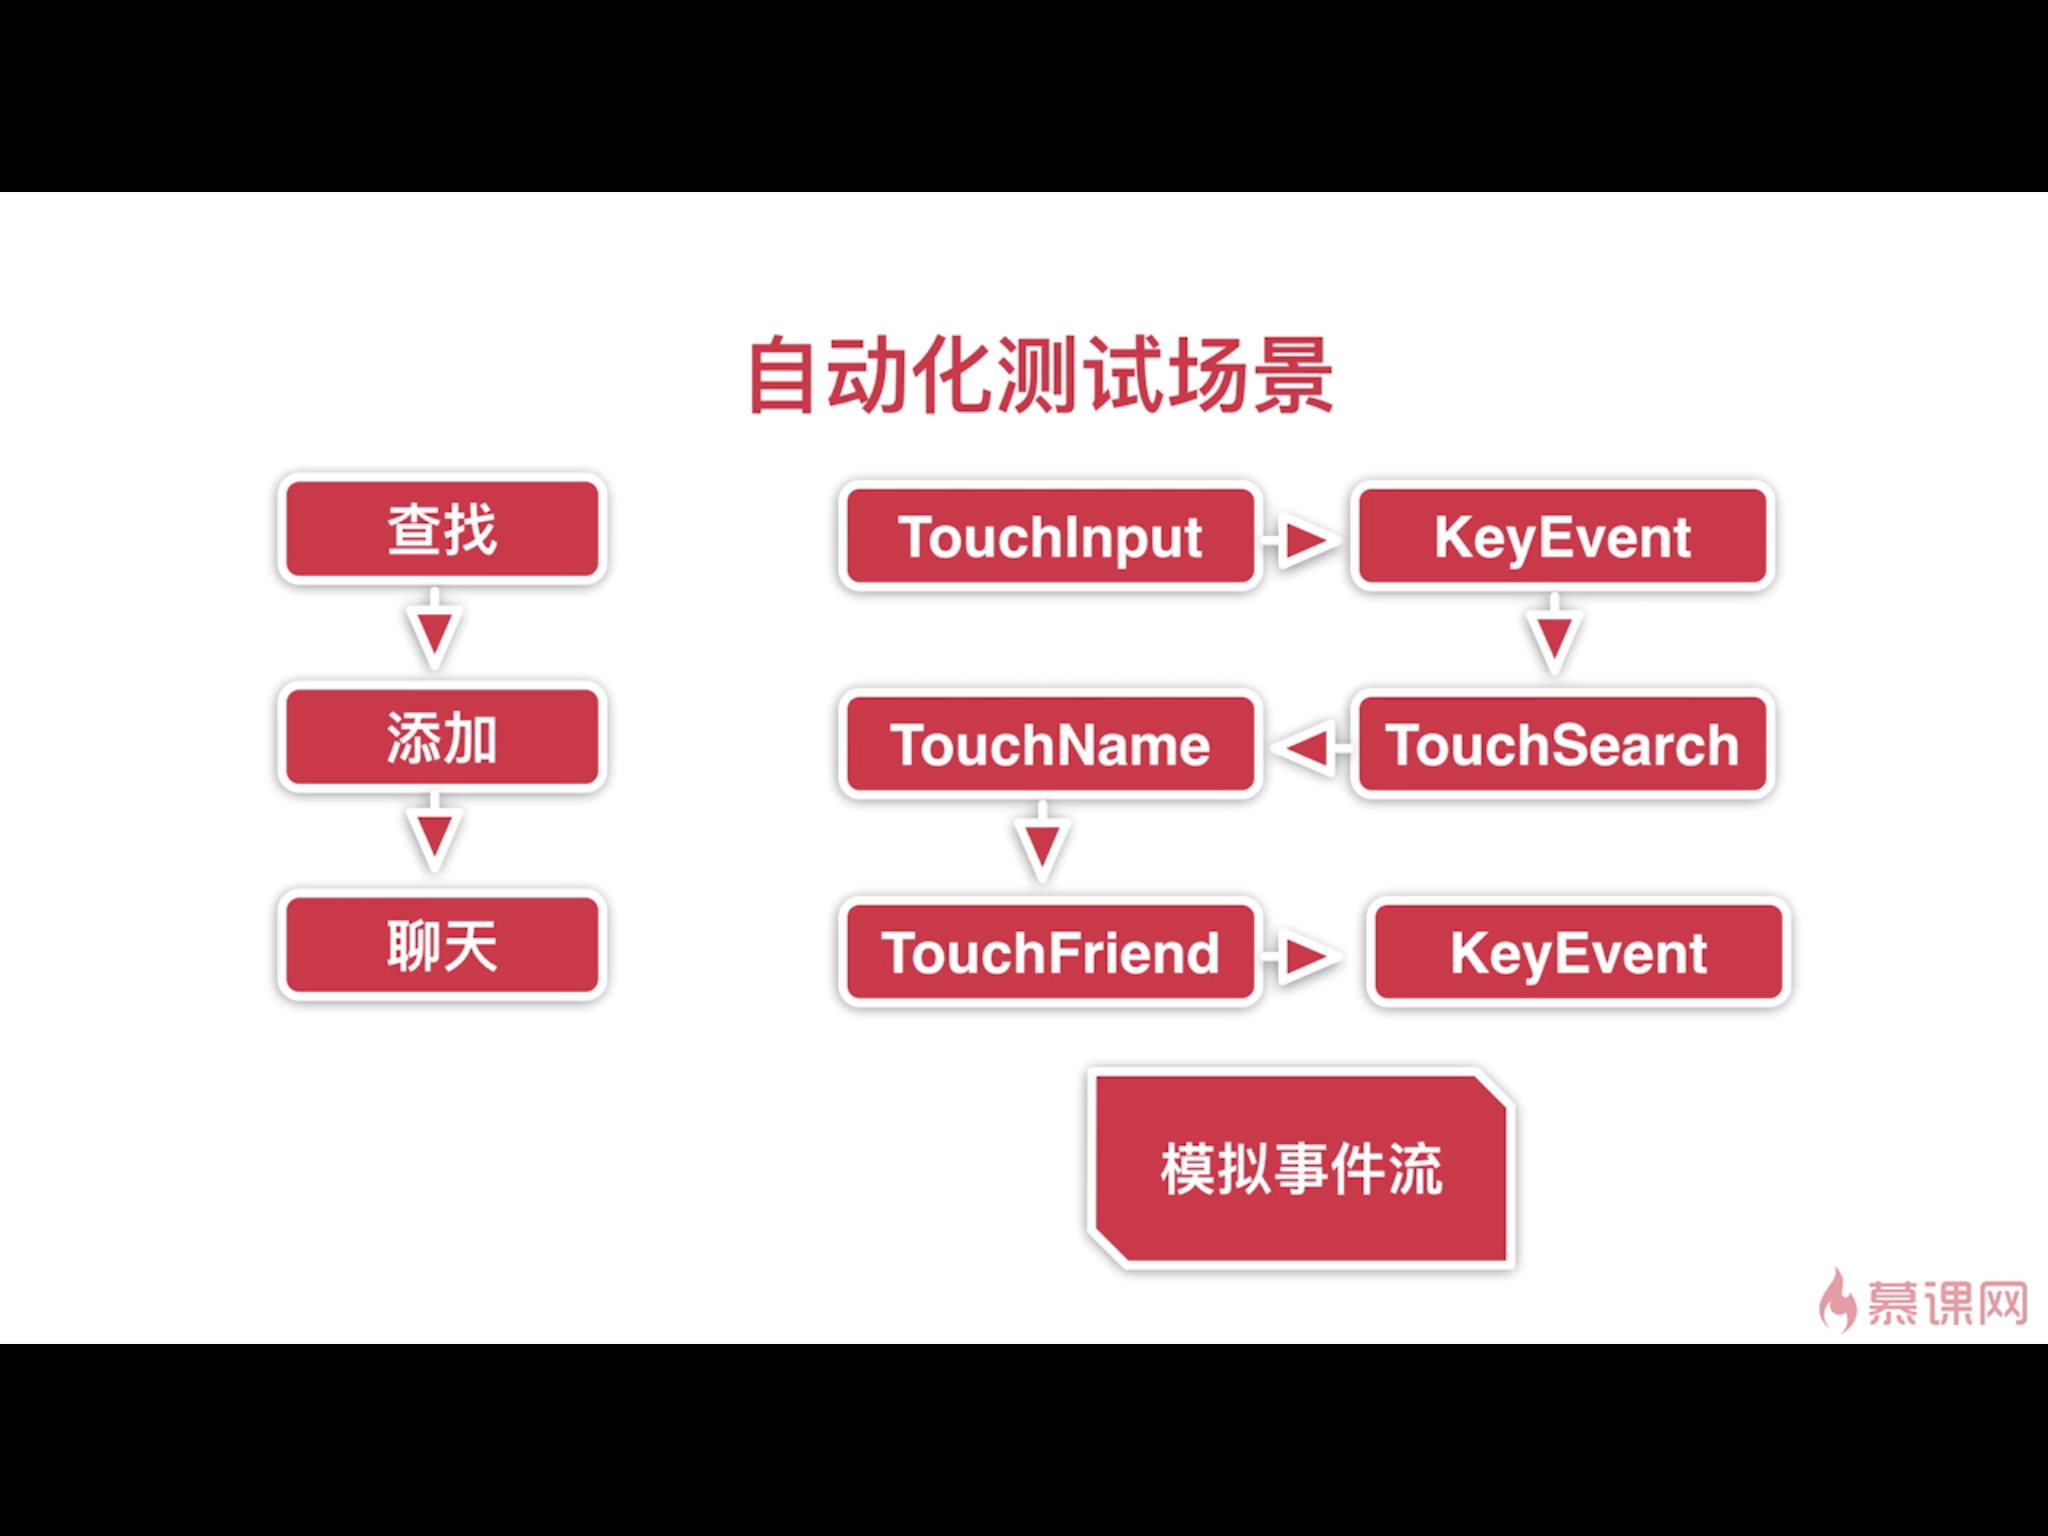 自动化测试场景
查找
添加
聊天
TouchInput
KeyEvent
TouchSearch
TouchName
TouchFriend
KeyEvent
模拟事件流
慕课网